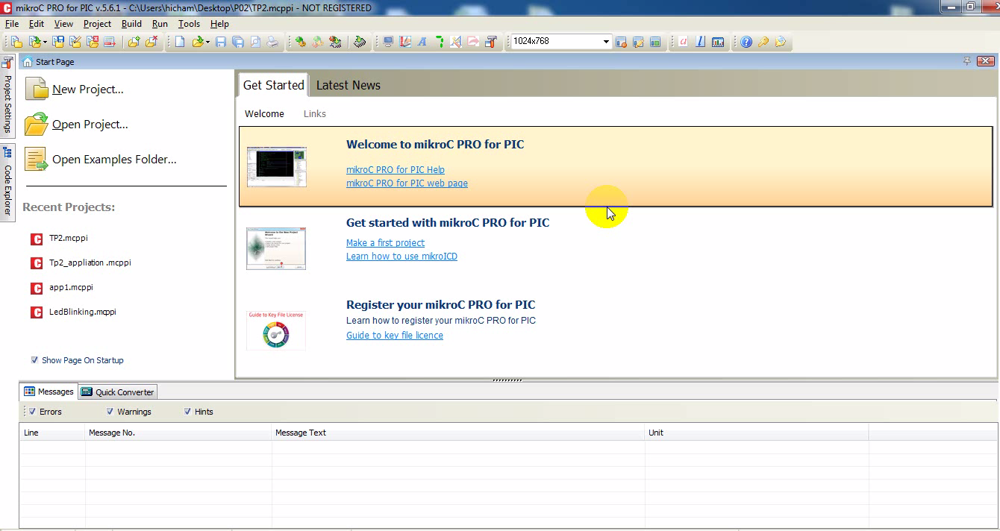 mikroC PRO for PIC v.5.6.1 - C:\Users\hicham\Desktop\P02\TP2.mcppi - NOT REGISTERED
File Edit View Project Build Run Tools Help
1024x768
Start Page
Project Settings
Code Explorer
New Project...
Open Project...
Open Examples Folder...
Recent Projects:
TP2.mcppi
Tp2_appliation .mcppi
app1.mcppi
LedBlinking.mcppi
Show Page On Startup
Get Started Latest News
Welcome Links
Welcome to mikroC PRO for PIC
mikroC PRO for PIC Help
mikroC PRO for PIC web page
Get started with mikroC PRO for PIC
Make a first project
Learn how to use mikroICD
Guide to Key File License
Register your mikroC PRO for PIC
Learn how to register your mikroC PRO for PIC
Guide to key file licence
Messages Quick Converter
Errors Warnings Hints
Line Message No. Message Text Unit